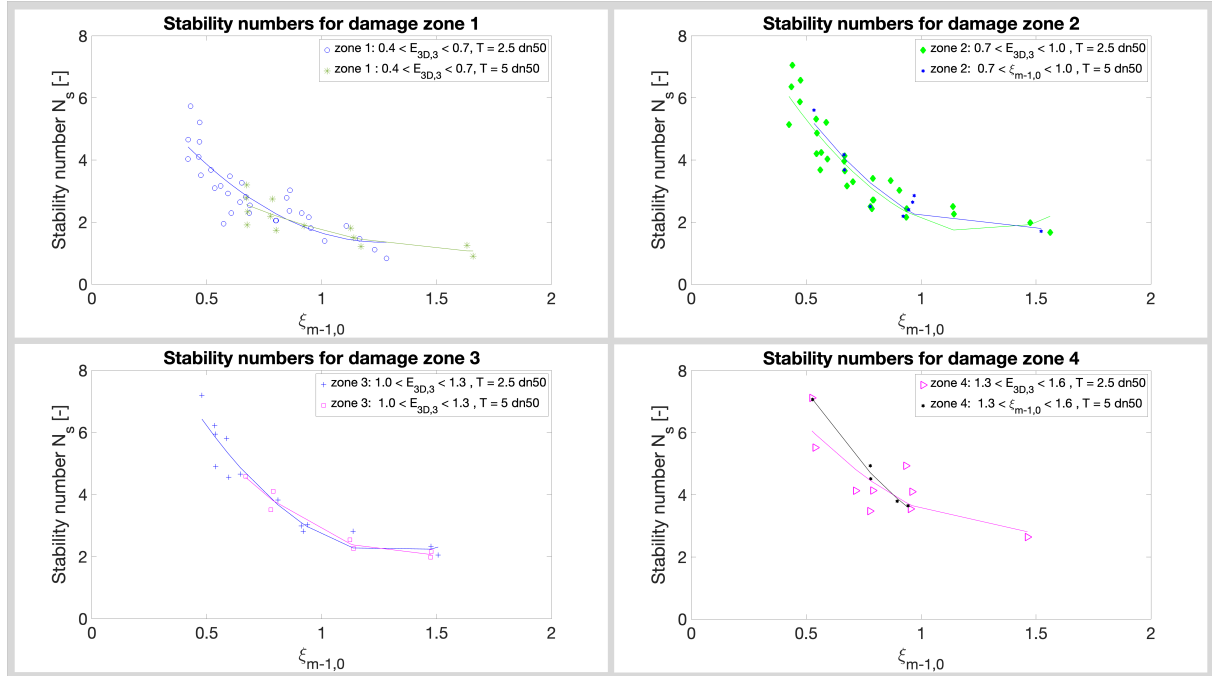 Stability numbers for damage zone 1
zone 1: 0.4 < E3D,3 < 0.7, T = 2.5 dn50
zone 1 : 0.4 < E3D,3 < 0.7, T = 5 dn50
Stability number Ns [-]
8
6
4
2
0
0 0.5 1 1.5 2
ξm-1,0
Stability numbers for damage zone 2
zone 2: 0.7 < E3D,3 < 1.0 , T = 2.5 dn50
zone 2: 0.7 < ξm-1,0 < 1.0 , T = 5 dn50
Stability number Ns [-]
8
6
4
2
0
0 0.5 1 1.5 2
ξm-1,0
Stability numbers for damage zone 3
zone 3: 1.0 < E3D,3 < 1.3 , T = 2.5 dn50
zone 3: 1.0 < E3D,3 < 1.3 , T = 5 dn50
Stability number Ns [-]
8
6
4
2
0
0 0.5 1 1.5 2
ξm-1,0
Stability numbers for damage zone 4
zone 4: 1.3 < E3D,3 < 1.6 , T = 2.5 dn50
zone 4: 1.3 < ξm-1,0 < 1.6 , T = 5 dn50
Stability number Ns [-]
8
6
4
2
0
0 0.5 1 1.5 2
ξm-1,0